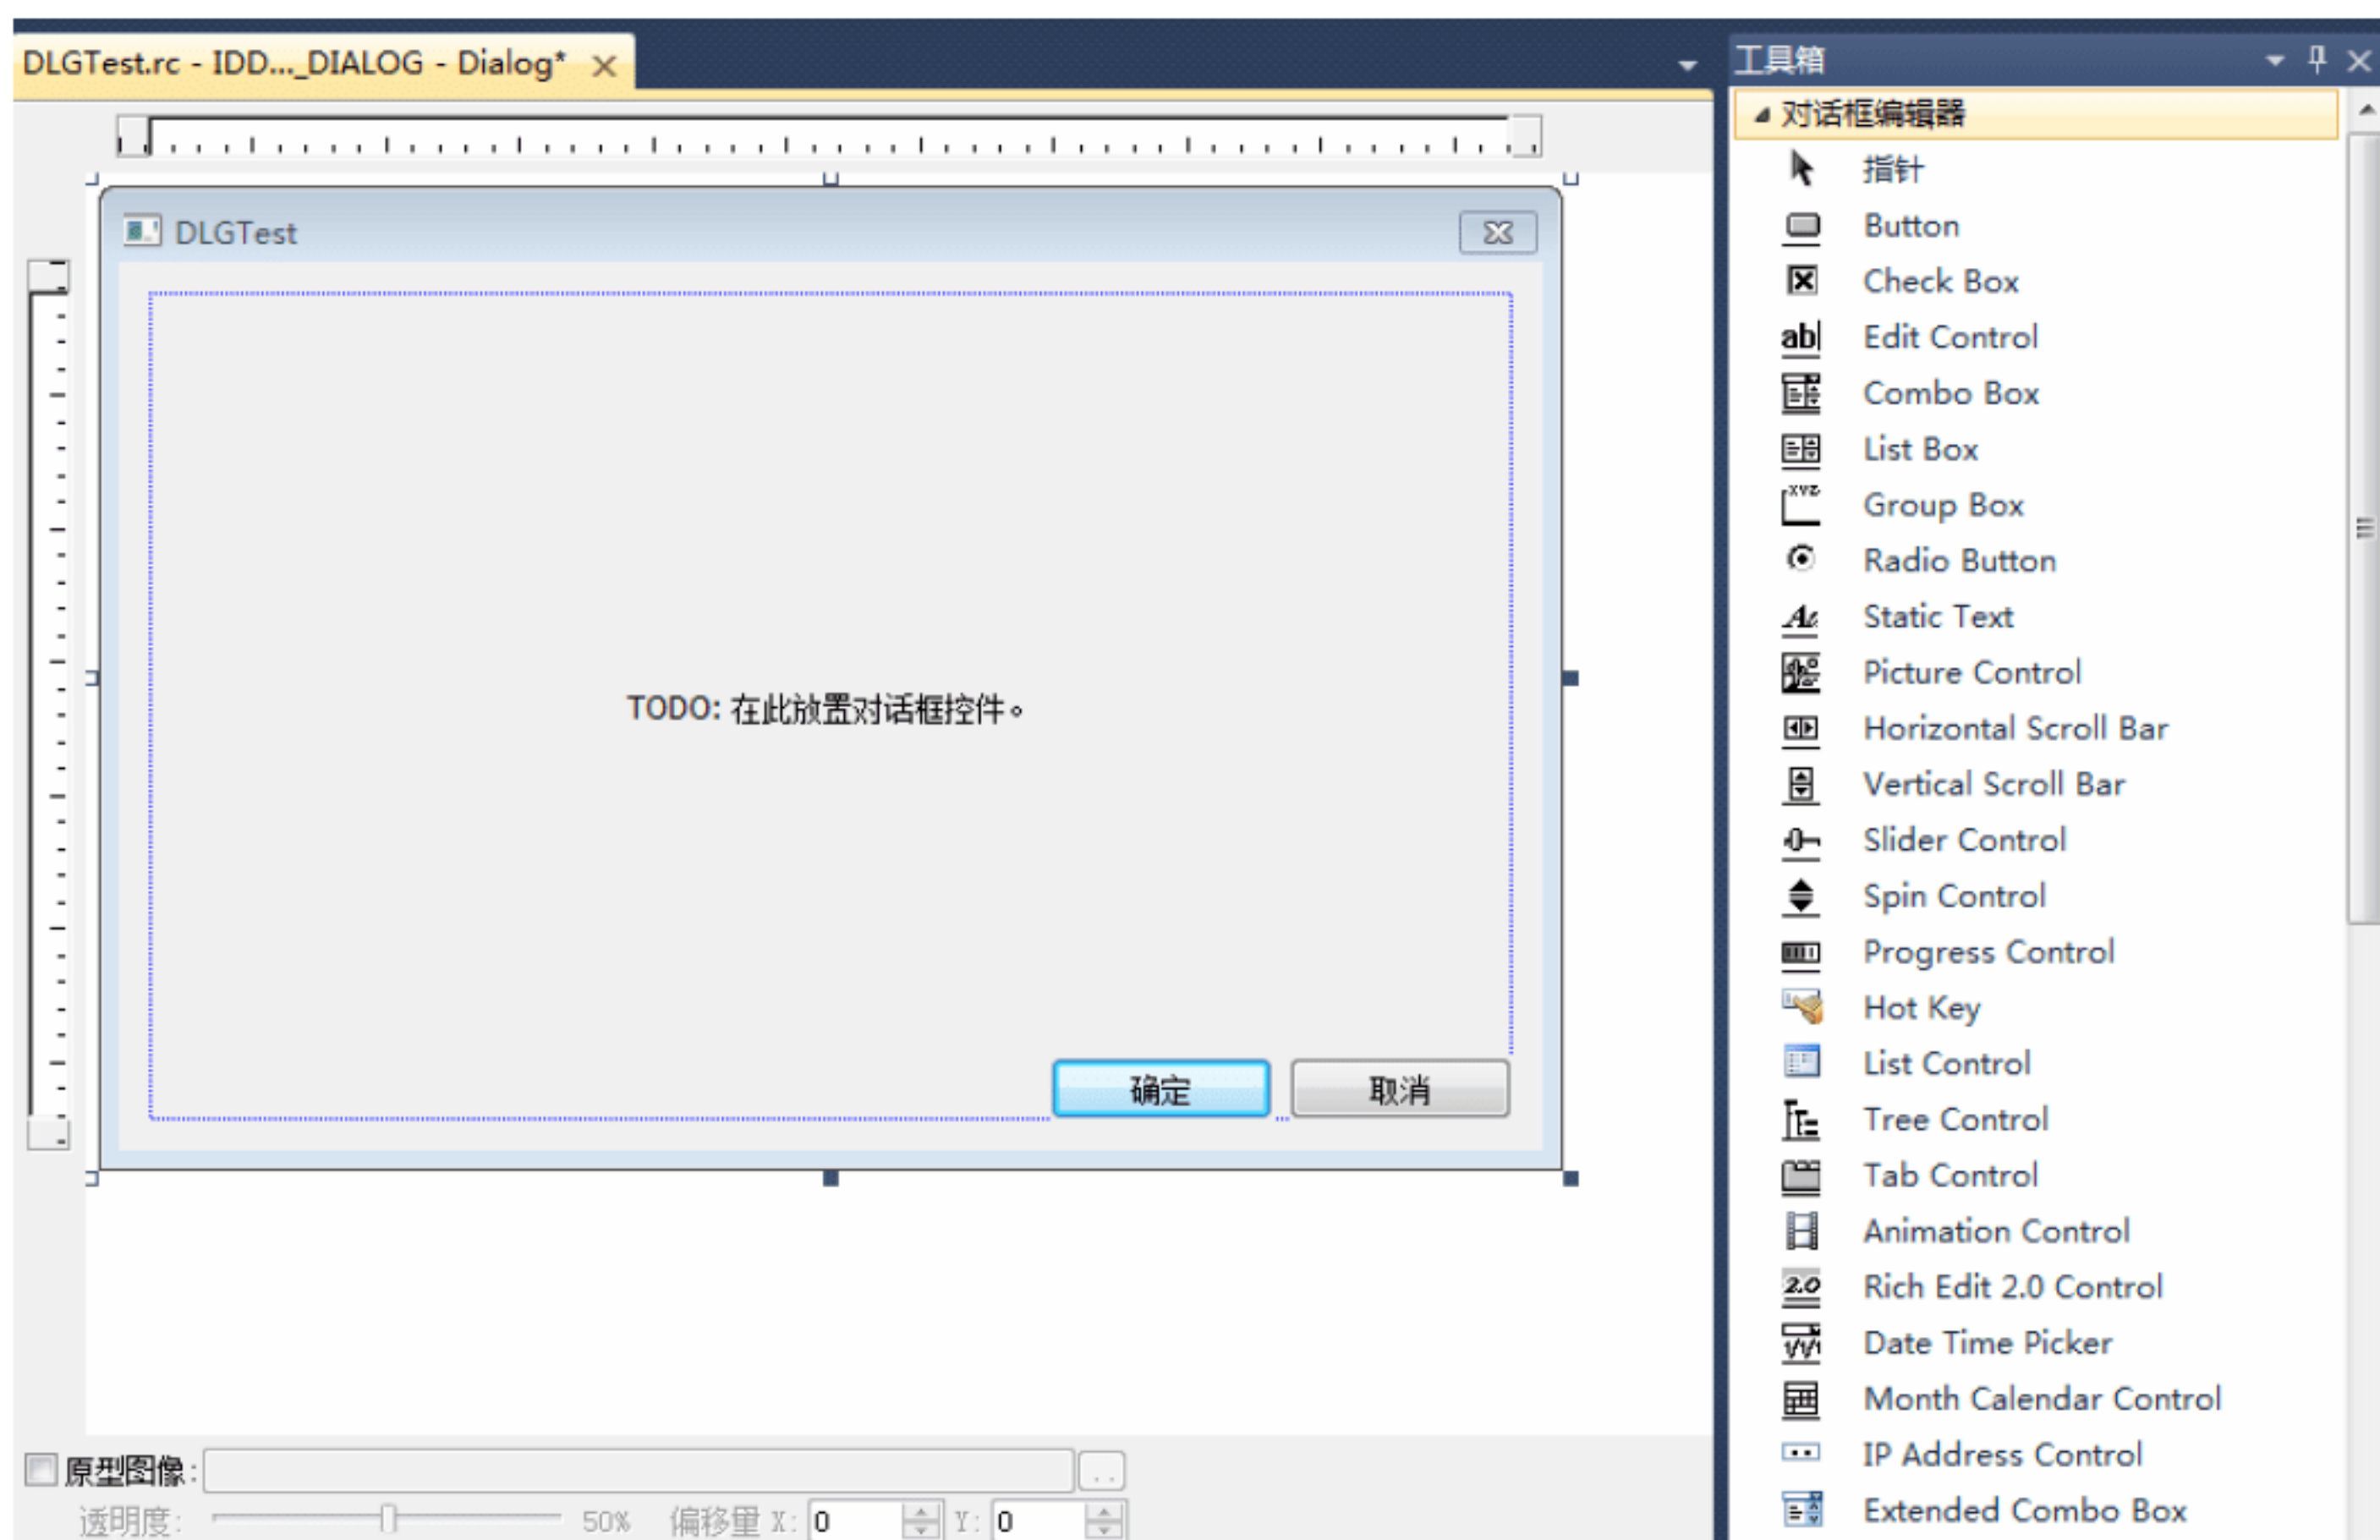 DLGTest.rc - IDD..._DIALOG - Dialog*
DLGTest
TODO: 在此放置对话框控件。
确定
取消
原型图像:
..
透明度:
50%
偏移量 X: 0
Y: 0
工具箱
对话框编辑器
指针
Button
Check Box
Edit Control
Combo Box
List Box
Group Box
Radio Button
Static Text
Picture Control
Horizontal Scroll Bar
Vertical Scroll Bar
Slider Control
Spin Control
Progress Control
Hot Key
List Control
Tree Control
Tab Control
Animation Control
Rich Edit 2.0 Control
Date Time Picker
Month Calendar Control
IP Address Control
Extended Combo Box